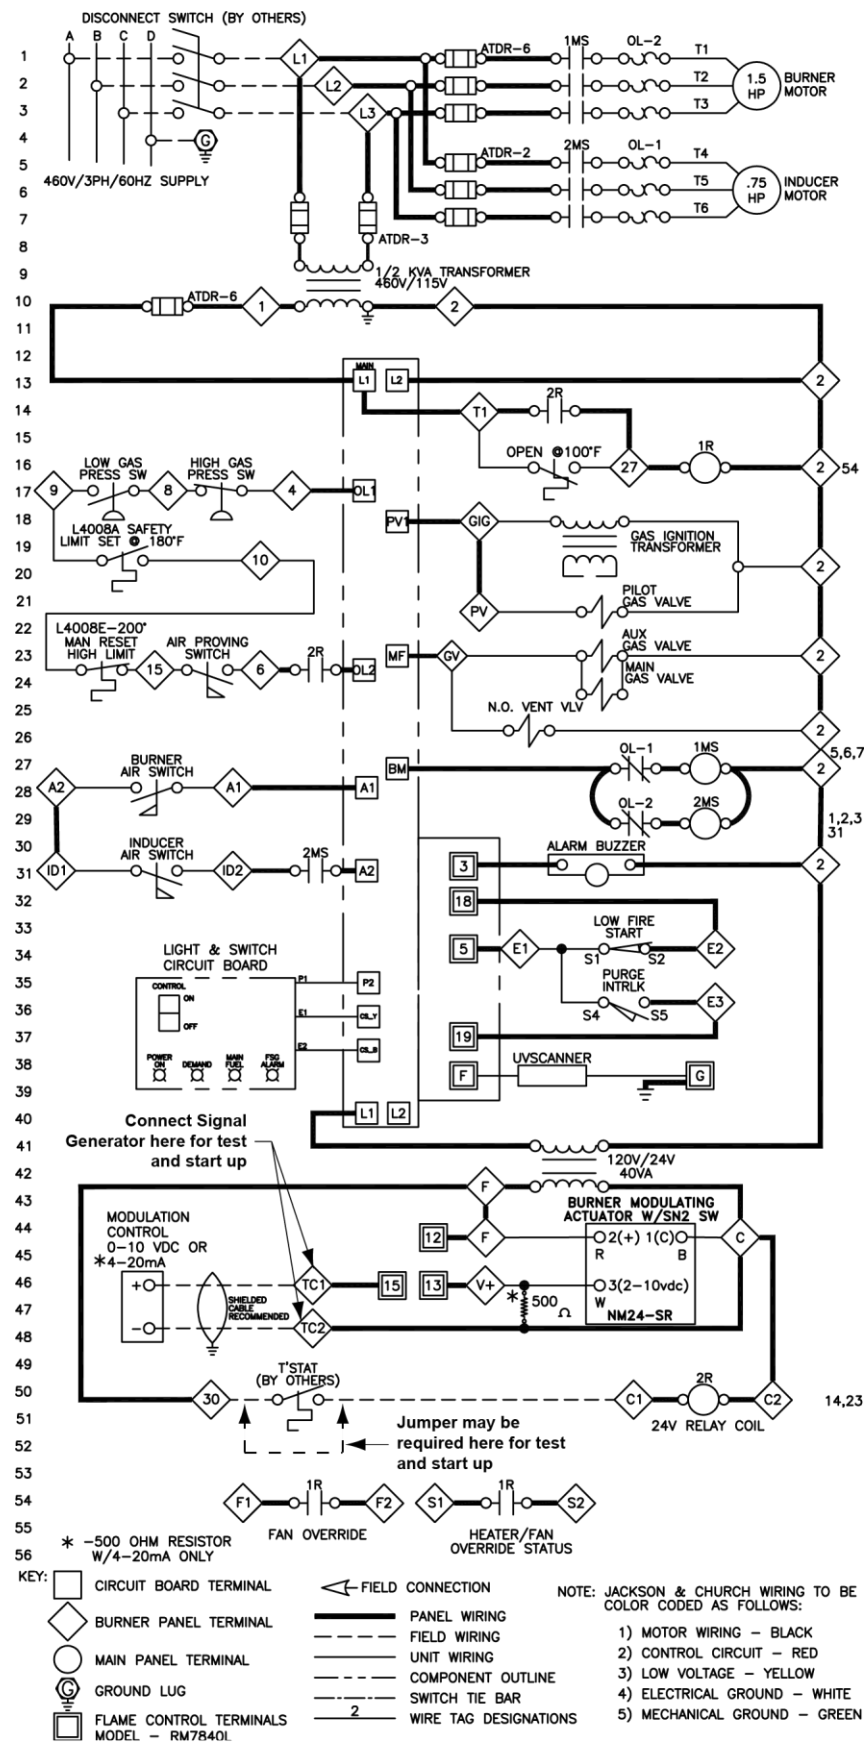 DISCONNECT SWITCH (BY OTHERS)
A B C D
1 L1 ATDR-6 1MS OL-2 T1
2 L2 T2 1.5 HP BURNER MOTOR
3 L3 T3
4 G
5 ATDR-2 2MS OL-1 T4
460V/3PH/60HZ SUPPLY
6 T5 .75 HP INDUCER MOTOR
7 T6
8 ATDR-3
9 1/2 KVA TRANSFORMER
460V/115V
10 ATDR-6 1 2
11
12
MAIN
13 L1 L2 2
14 T1 2R
15
OPEN @100°F 1R
16 27 2 54
LOW GAS PRESS SW
HIGH GAS PRESS SW
17 9 8 4 OL1
18 PV1 GIG
L4008A SAFETY
LIMIT SET @ 180°F
19 GAS IGNITION TRANSFORMER
10 2
20
21 PV PILOT GAS VALVE
22
L4008E-200°
MAN RESET
HIGH LIMIT
AIR PROVING SWITCH
AUX GAS VALVE
23 15 6 2R OL2 MF GV 2
24 MAIN GAS VALVE
25 N.O. VENT VLV
26 2
5,6,7
27 BM OL-1 1MS 2
BURNER AIR SWITCH
28 A2 A1 A1
29 OL-2 2MS 1,2,3
31
30 INDUCER AIR SWITCH
ALARM BUZZER
31 ID1 ID2 2MS A2 3 2
32 18
33 LOW FIRE START
34 5 E1 S1 S2 E2
LIGHT & SWITCH
CIRCUIT BOARD
35 P1 P2 PURGE INTRLK
CONTROL
ON
OFF
36 E1 CS_Y S4 S5 E3
37 19
E2 CS_B
38 POWER ON DEMAND MAIN FUEL FSG ALARM
UVSCANNER
F G
39
40 L1 L2
Connect Signal
Generator here for test
and start up
41 120V/24V
40VA
42
43 F BURNER MODULATING
ACTUATOR W/SN2 SW
44 MODULATION
CONTROL
0-10 VDC OR
* 4-20mA
12 F 2(+) 1(C) C
R B
45
46 + TC1 15 13 V+ 3(2-10vdc)
W
47 SHIELDED
CABLE
RECOMMENDED
* 500 Ω
NM24-SR
48 - TC2
49 T'STAT
(BY OTHERS)
50 30 C1 2R C2 14,23
51 24V RELAY COIL
Jumper may be
required here for test
and start up
52
53
54 F1 1R F2 S1 1R S2
55 FAN OVERRIDE HEATER/FAN
OVERRIDE STATUS
56 * -500 OHM RESISTOR
W/4-20mA ONLY
KEY:
CIRCUIT BOARD TERMINAL
BURNER PANEL TERMINAL
MAIN PANEL TERMINAL
G GROUND LUG
FLAME CONTROL TERMINALS
MODEL - RM7840L
FIELD CONNECTION
PANEL WIRING
FIELD WIRING
UNIT WIRING
COMPONENT OUTLINE
SWITCH TIE BAR
2 WIRE TAG DESIGNATIONS
NOTE: JACKSON & CHURCH WIRING TO BE
COLOR CODED AS FOLLOWS:
1) MOTOR WIRING - BLACK
2) CONTROL CIRCUIT - RED
3) LOW VOLTAGE - YELLOW
4) ELECTRICAL GROUND - WHITE
5) MECHANICAL GROUND - GREEN